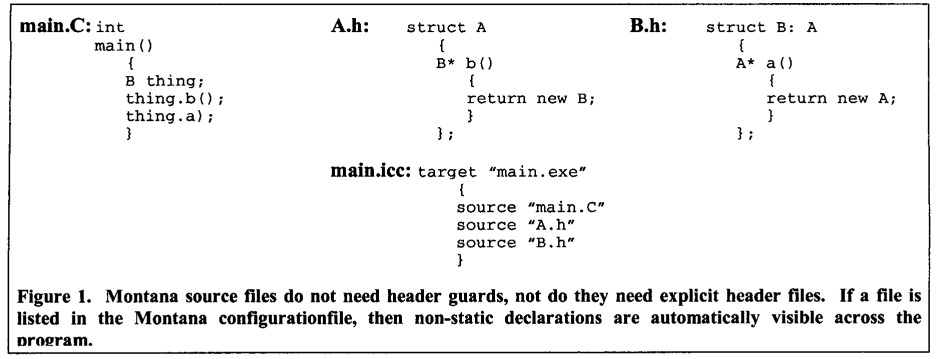 main.C: int
main()
{
B thing;
thing.b();
thing.a);
}
A.h: struct A
{
B* b()
{
return new B;
}
};
B.h: struct B: A
{
A* a()
{
return new A;
}
};
main.icc: target "main.exe"
{
source "main.C"
source "A.h"
source "B.h"
}
Figure 1. Montana source files do not need header guards, not do they need explicit header files. If a file is
listed in the Montana configurationfile, then non-static declarations are automatically visible across the
program.